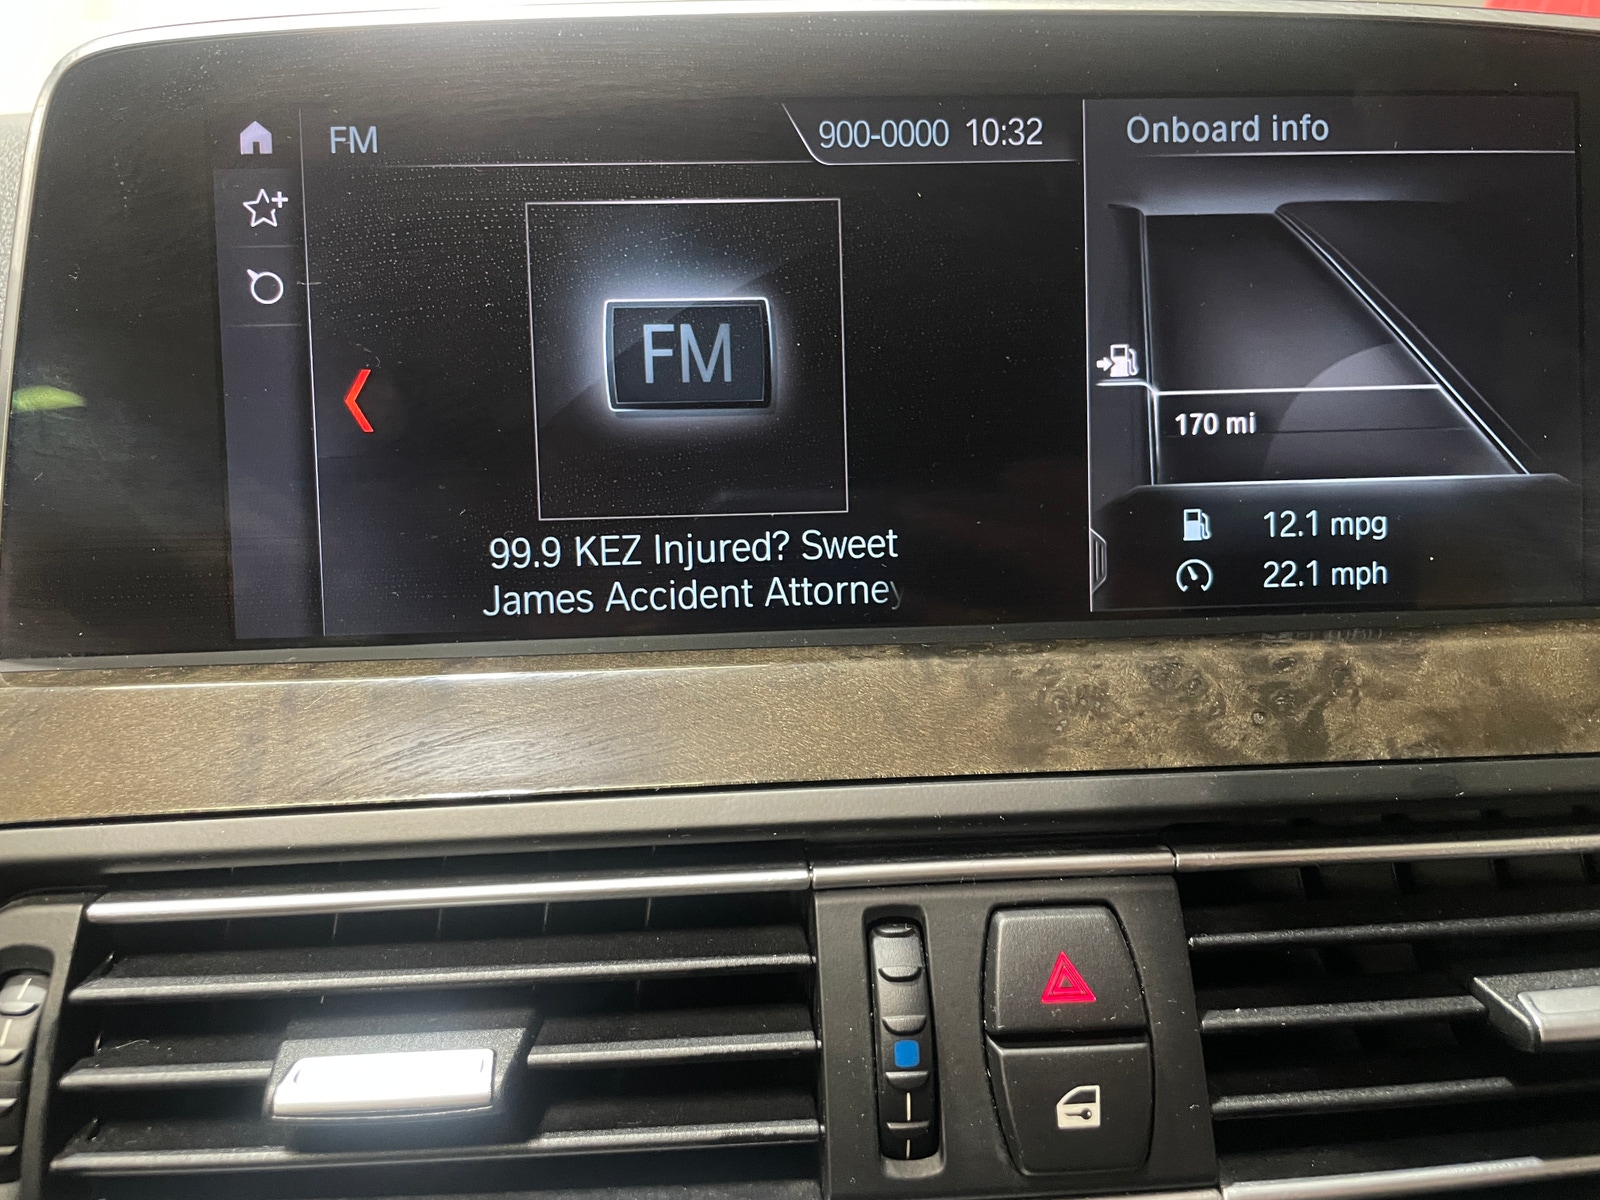 FM
900-0000 10:32
Onboard info
FM
170 mi
99.9 KEZ Injured? Sweet
James Accident Attorney
12.1 mpg
22.1 mph